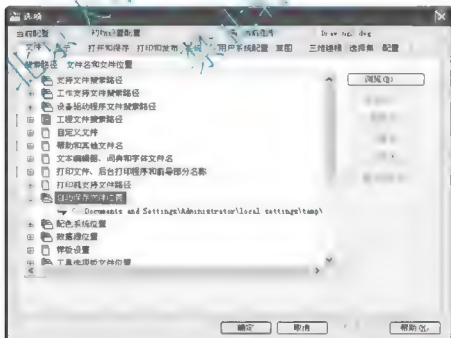 选项
当前配置
文件
打开和保存 打印和发布 系统 用户系统配置 草图 三维建模 选择集 配置
搜索路径、文件名和文件位置:
支持文件搜索路径
浏览(B)...
工作支持文件搜索路径
设备驱动程序文件搜索路径
工程文件搜索路径
自定义文件
帮助和其他文件名
文本编辑器、词典和字体文件名
打印文件、后台打印程序和前导部分名称
打印机支持文件路径
自动保存文件位置
Documents and Settings\Administrator\local settings\temp\
配色系统位置
数据源位置
样板设置
工具选项板文件位置
确定 取消 帮助(H)